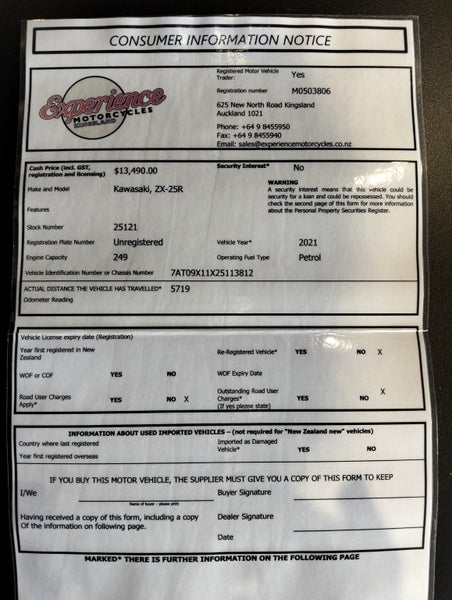 CONSUMER INFORMATION NOTICE
Experience
MOTORCYCLES
KINGSLAND
Registered Motor Vehicle Trader: Yes
Registration number M0503806
625 New North Road Kingsland
Auckland 1021
Phone: +64 9 8455950
Fax: +64 9 8455940
Email: sales@experiencemotorcycles.co.nz
Cash Price (incl. GST, registration and licensing) $13,490.00
Security Interest* No
Make and Model Kawasaki, ZX-25R
WARNING
A security interest means that this vehicle could be
security for a loan and could be repossessed. You should
check the second page of this form for more information
about the Personal Property Securities Register.
Features
Stock Number 25121
Registration Plate Number Unregistered
Vehicle Year* 2021
Engine Capacity 249
Operating Fuel Type Petrol
Vehicle Identification Number or Chassis Number 7AT09X11X25113812
ACTUAL DISTANCE THE VEHICLE HAS TRAVELLED* 5719
Odometer Reading
Vehicle License expiry date (Registration)
Year first registered in New
Zealand
Re-Registered Vehicle* YES NO X
WOF or COF YES NO
WOF Expiry Date
Road User Charges
Apply* YES NO X
Outstanding Road User
Charges* YES NO X
(If yes please state)
INFORMATION ABOUT USED IMPORTED VEHICLES – (not required for "New Zealand new" vehicles)
Country where last registered
Imported as Damaged
Vehicle* YES NO
Year first registered overseas
IF YOU BUY THIS MOTOR VEHICLE, THE SUPPLIER MUST GIVE YOU A COPY OF THIS FORM TO KEEP
I/We
Buyer Signature
Name of buyer – please print
Having received a copy of this form, including a copy
Of the information on following page.
Dealer Signature
Date
MARKED* THERE IS FURTHER INFORMATION ON THE FOLLOWING PAGE